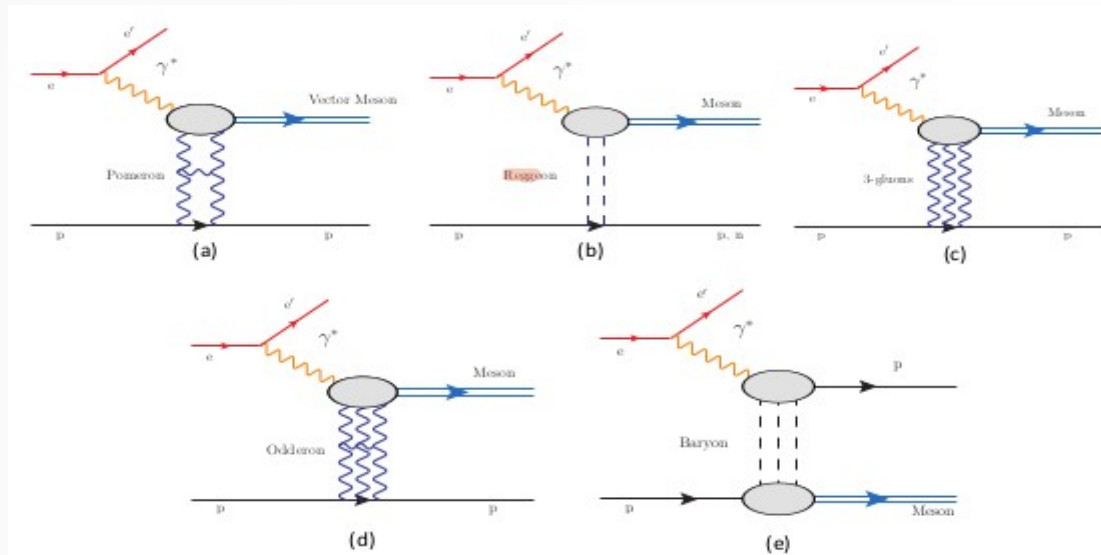 e
e'
γ*
Vector Meson
Pomeron
p
p
(a)
e
e'
γ*
Meson
Reggeon
p
p, n
(b)
e
e'
γ*
Meson
3-gluons
p
p
(c)
e
e'
γ*
Meson
Odderon
p
p
(d)
e
e'
γ*
p
Baryon
p
Meson
(e)